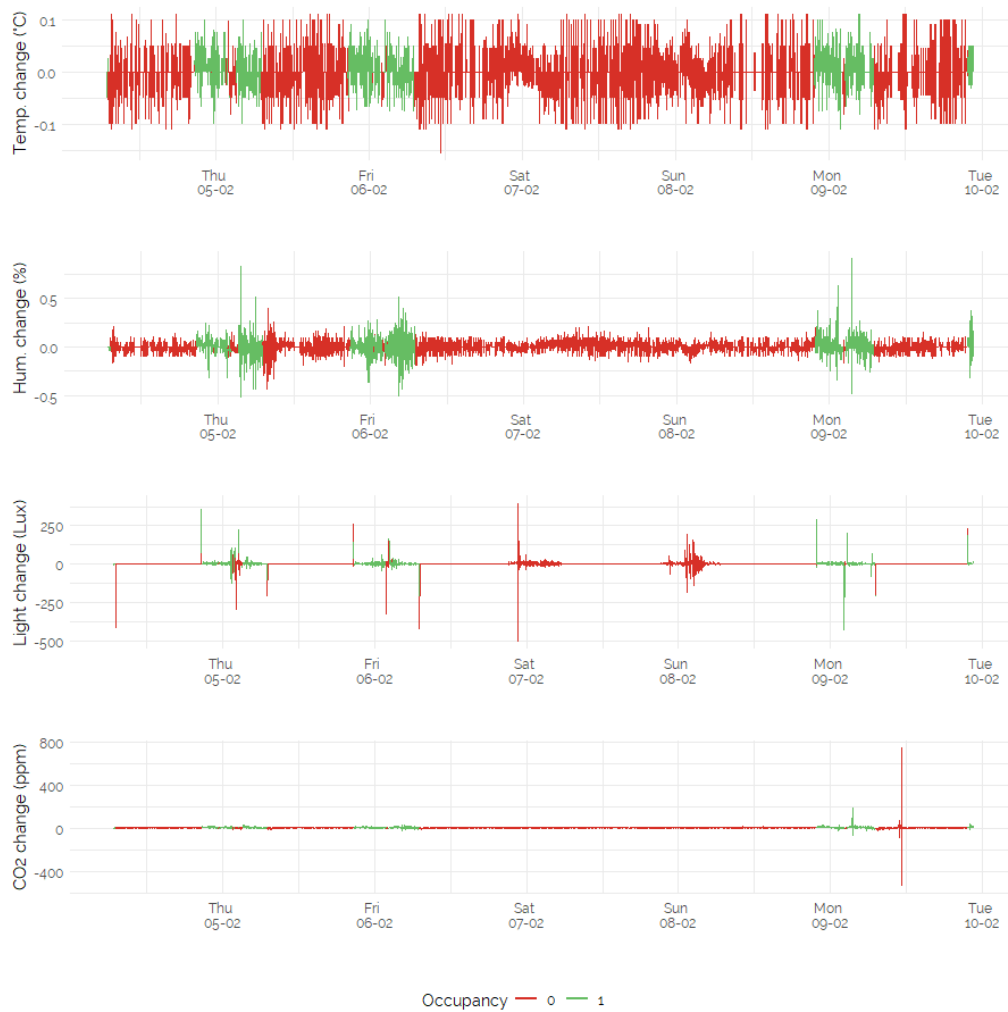 Temp. change (°C)
0.1
0.0
-0.1
Thu Fri Sat Sun Mon Tue
05-02 06-02 07-02 08-02 09-02 10-02
Hum. change (%)
0.5
0.0
-0.5
Thu Fri Sat Sun Mon Tue
05-02 06-02 07-02 08-02 09-02 10-02
Light change (Lux)
250
0
-250
-500
Thu Fri Sat Sun Mon Tue
05-02 06-02 07-02 08-02 09-02 10-02
CO2 change (ppm)
800
400
0
-400
Thu Fri Sat Sun Mon Tue
05-02 06-02 07-02 08-02 09-02 10-02
Occupancy 0 1